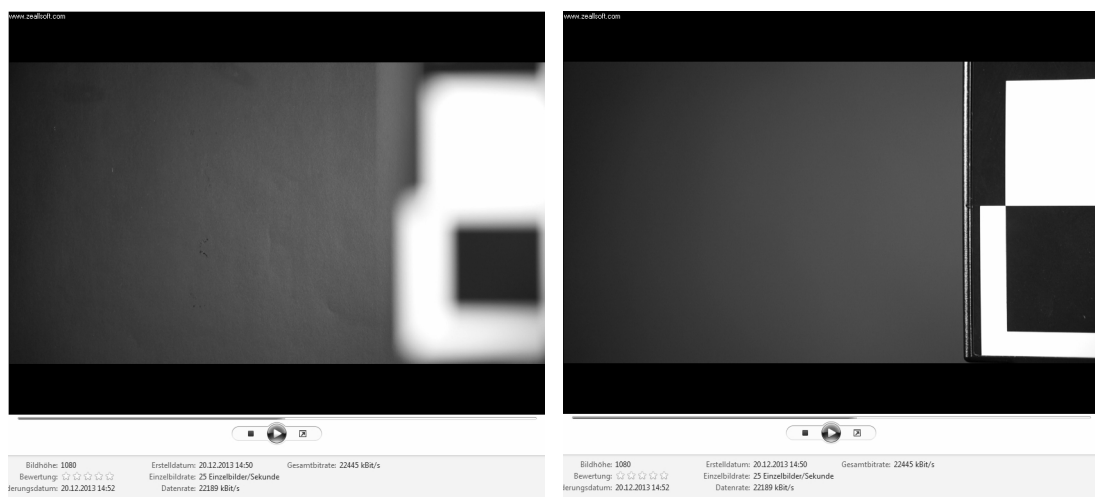 www.zeallsoft.com
Bildhöhe: 1080 Erstelldatum: 20.12.2013 14:50 Gesamtbitrate: 22445 kBit/s
Bewertung: Einzelbildrate: 25 Einzelbilder/Sekunde
derungsdatum: 20.12.2013 14:52 Datenrate: 22189 kBit/s
www.zeallsoft.com
Bildhöhe: 1080 Erstelldatum: 20.12.2013 14:50 Gesamtbitrate: 22445 kBit/s
Bewertung: Einzelbildrate: 25 Einzelbilder/Sekunde
derungsdatum: 20.12.2013 14:52 Datenrate: 22189 kBit/s